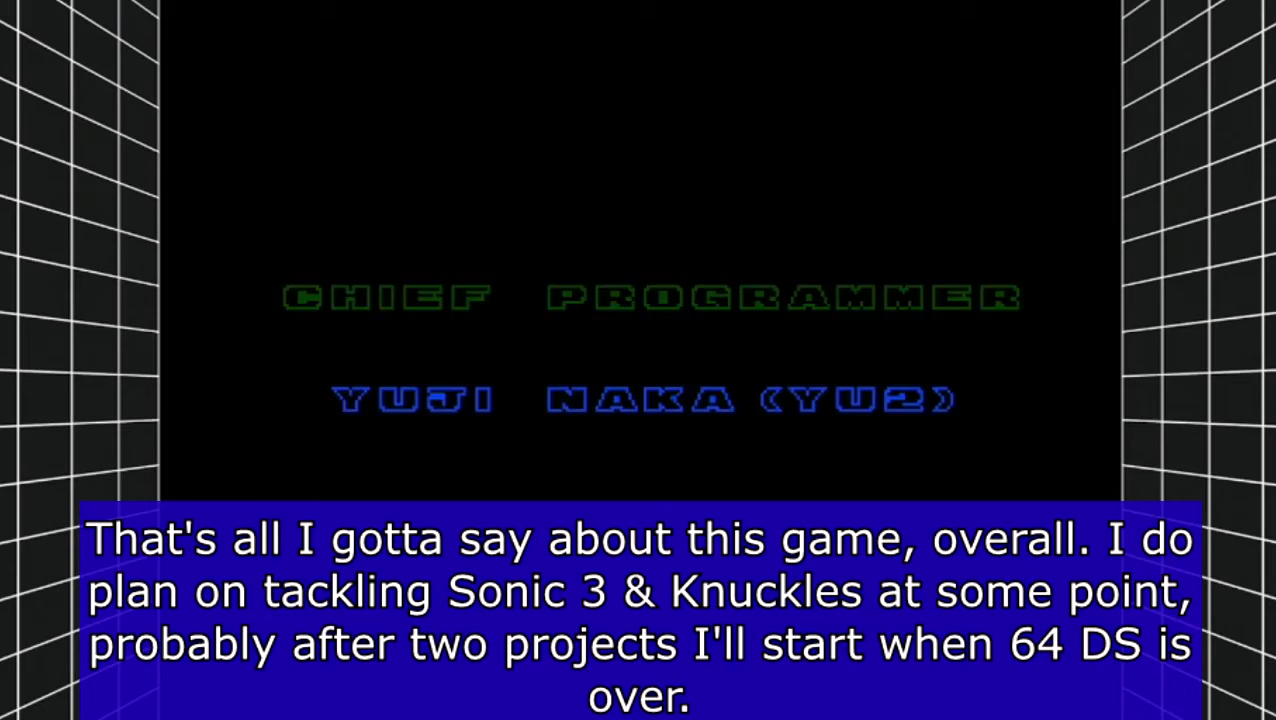 CHIEF PROGRAMMER
YUJI NAKA (YU2)
That's all I gotta say about this game, overall. I do
plan on tackling Sonic 3 & Knuckles at some point,
probably after two projects I'll start when 64 DS is
over.